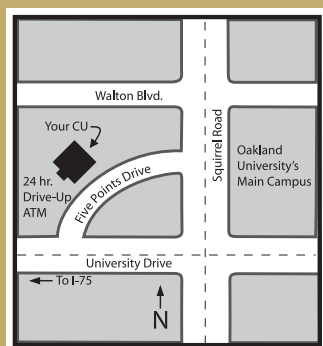 Walton Blvd.
Your CU
24 hr.
Drive-Up
ATM
Five Points Drive
Squirrel Road
Oakland
University's
Main Campus
University Drive
To I-75
N